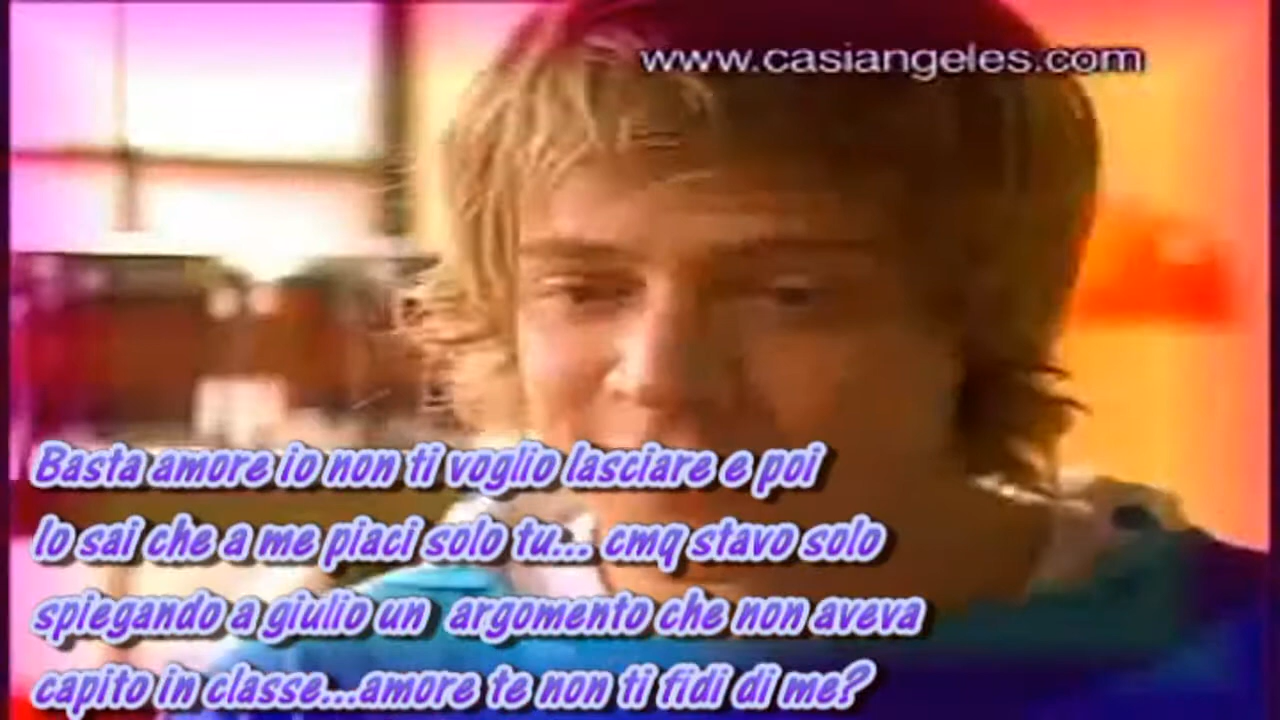 www.casiangeles.com
Basta amore io non ti voglio lasciare e poi
lo sai che a me piaci solo tu... cmq stavo solo
spiegando a giulio un argomento che non aveva
capito in classe...amore te non ti fidi di me?